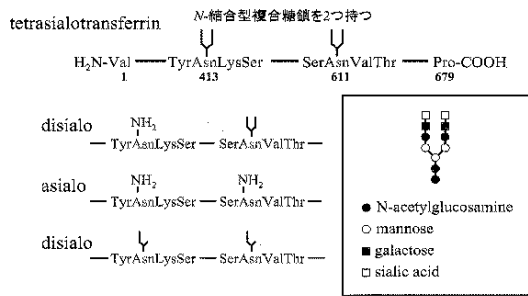 N-結合型複合糖鎖を2つ持つ
tetrasialotransferrin
H₂N-Val — TyrAsnLysSer — SerAsnValThr — Pro-COOH
1 413 611 679
NH₂
disialo
TyrAsnLysSer — SerAsnValThr
NH₂ NH₂
asialo
TyrAsnLysSer — SerAsnValThr
disialo
TyrAsnLysSer — SerAsnValThr
N-acetylglucosamine
mannose
galactose
sialic acid